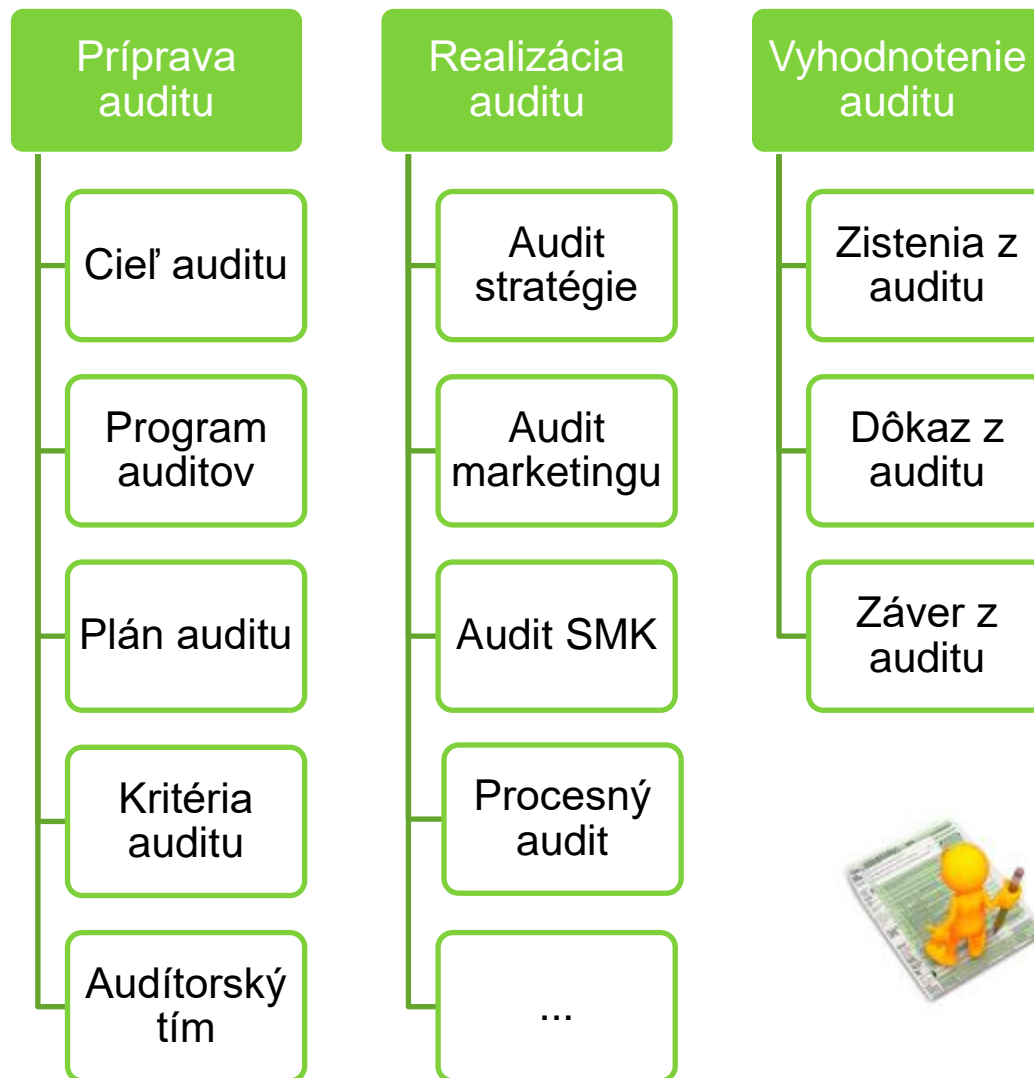 Príprava
auditu
Cieľ auditu
Program
auditov
Plán auditu
Kritéria
auditu
Audítorský
tím
Realizácia
auditu
Audit
stratégie
Audit
marketingu
Audit SMK
Procesný
audit
...
Vyhodnotenie
auditu
Zistenia z
auditu
Dôkaz z
auditu
Záver z
auditu